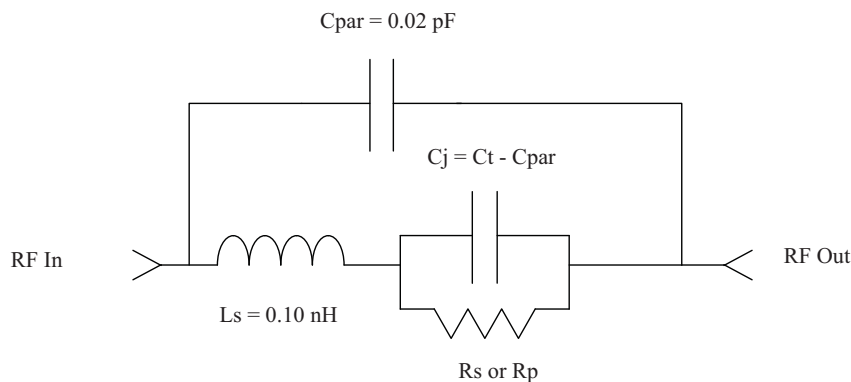 Cpar = 0.02 pF
Cj = Ct - Cpar
RF In
RF Out
Ls = 0.10 nH
Rs or Rp